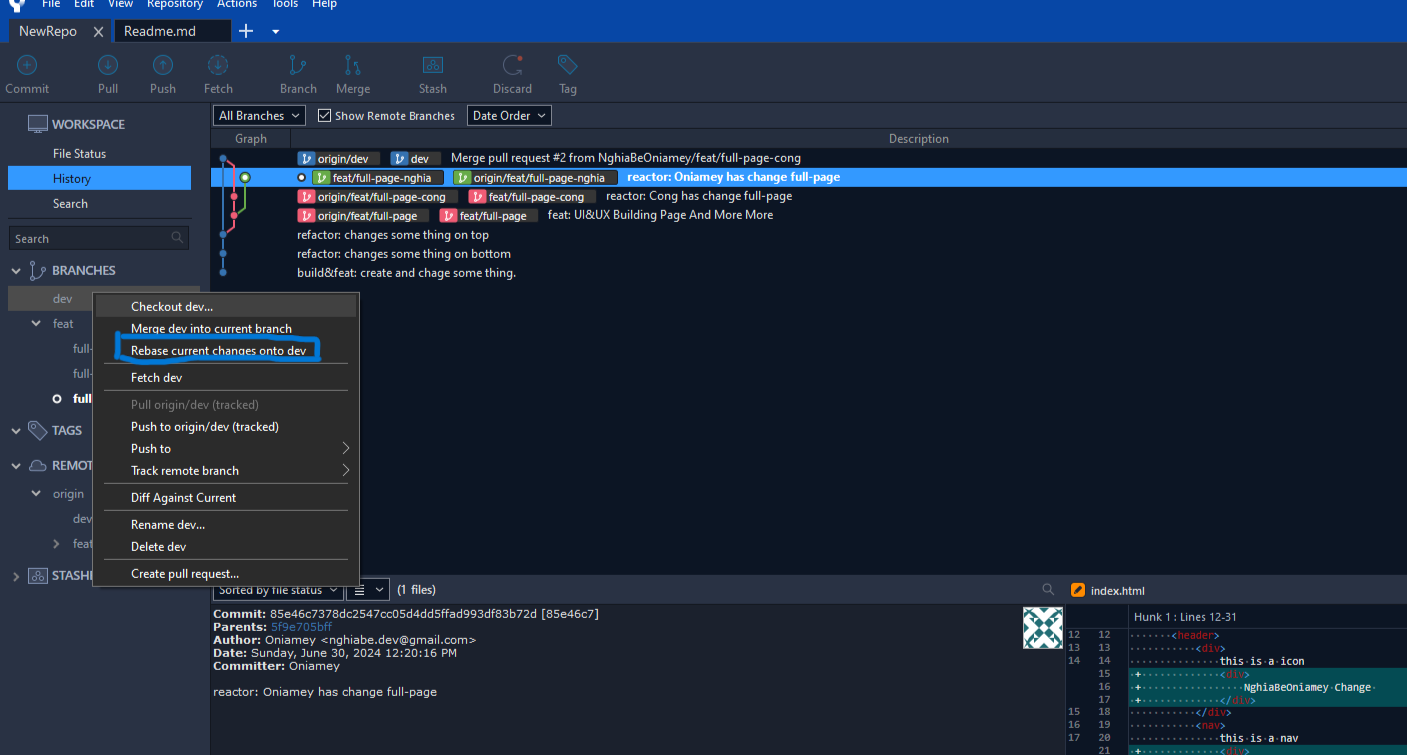 File Edit View Repository Actions Tools Help
NewRepo Readme.md
Commit Pull Push Fetch Branch Merge Stash Discard Tag
WORKSPACE
File Status
History
Search
Search
BRANCHES
dev
feat
full-
full-
full
TAGS
REMOT
origin
dev
feat
STASH
All Branches Show Remote Branches Date Order
Graph Description
origin/dev dev Merge pull request #2 from NghiaBeOniamey/feat/full-page-cong
feat/full-page-nghia origin/feat/full-page-nghia reactor: Oniamey has change full-page
origin/feat/full-page-cong feat/full-page-cong reactor: Cong has change full-page
origin/feat/full-page feat/full-page feat: UI&UX Building Page And More More
refactor: changes some thing on top
refactor: changes some thing on bottom
build&feat: create and chage some thing.
Checkout dev...
Merge dev into current branch
Rebase current changes onto dev
Fetch dev
Pull origin/dev (tracked)
Push to origin/dev (tracked)
Push to
Track remote branch
Diff Against Current
Rename dev...
Delete dev
Create pull request...
Sorted by file status (1 files)
Commit: 85e46c7378dc2547cc05d4dd5ffad993df83b72d [85e46c7]
Parents: 5f9e705bff
Author: Oniamey <nghiabe.dev@gmail.com>
Date: Sunday, June 30, 2024 12:20:16 PM
Committer: Oniamey
reactor: Oniamey has change full-page
index.html
Hunk 1 : Lines 12-31
12 12 <header>
13 13 <div>
14 14 this is a icon
15 + <div>
16 + NghiaBeOniamey Change
17 + </div>
15 18 </div>
16 19 <nav>
17 20 this is a nav
21 + <div>